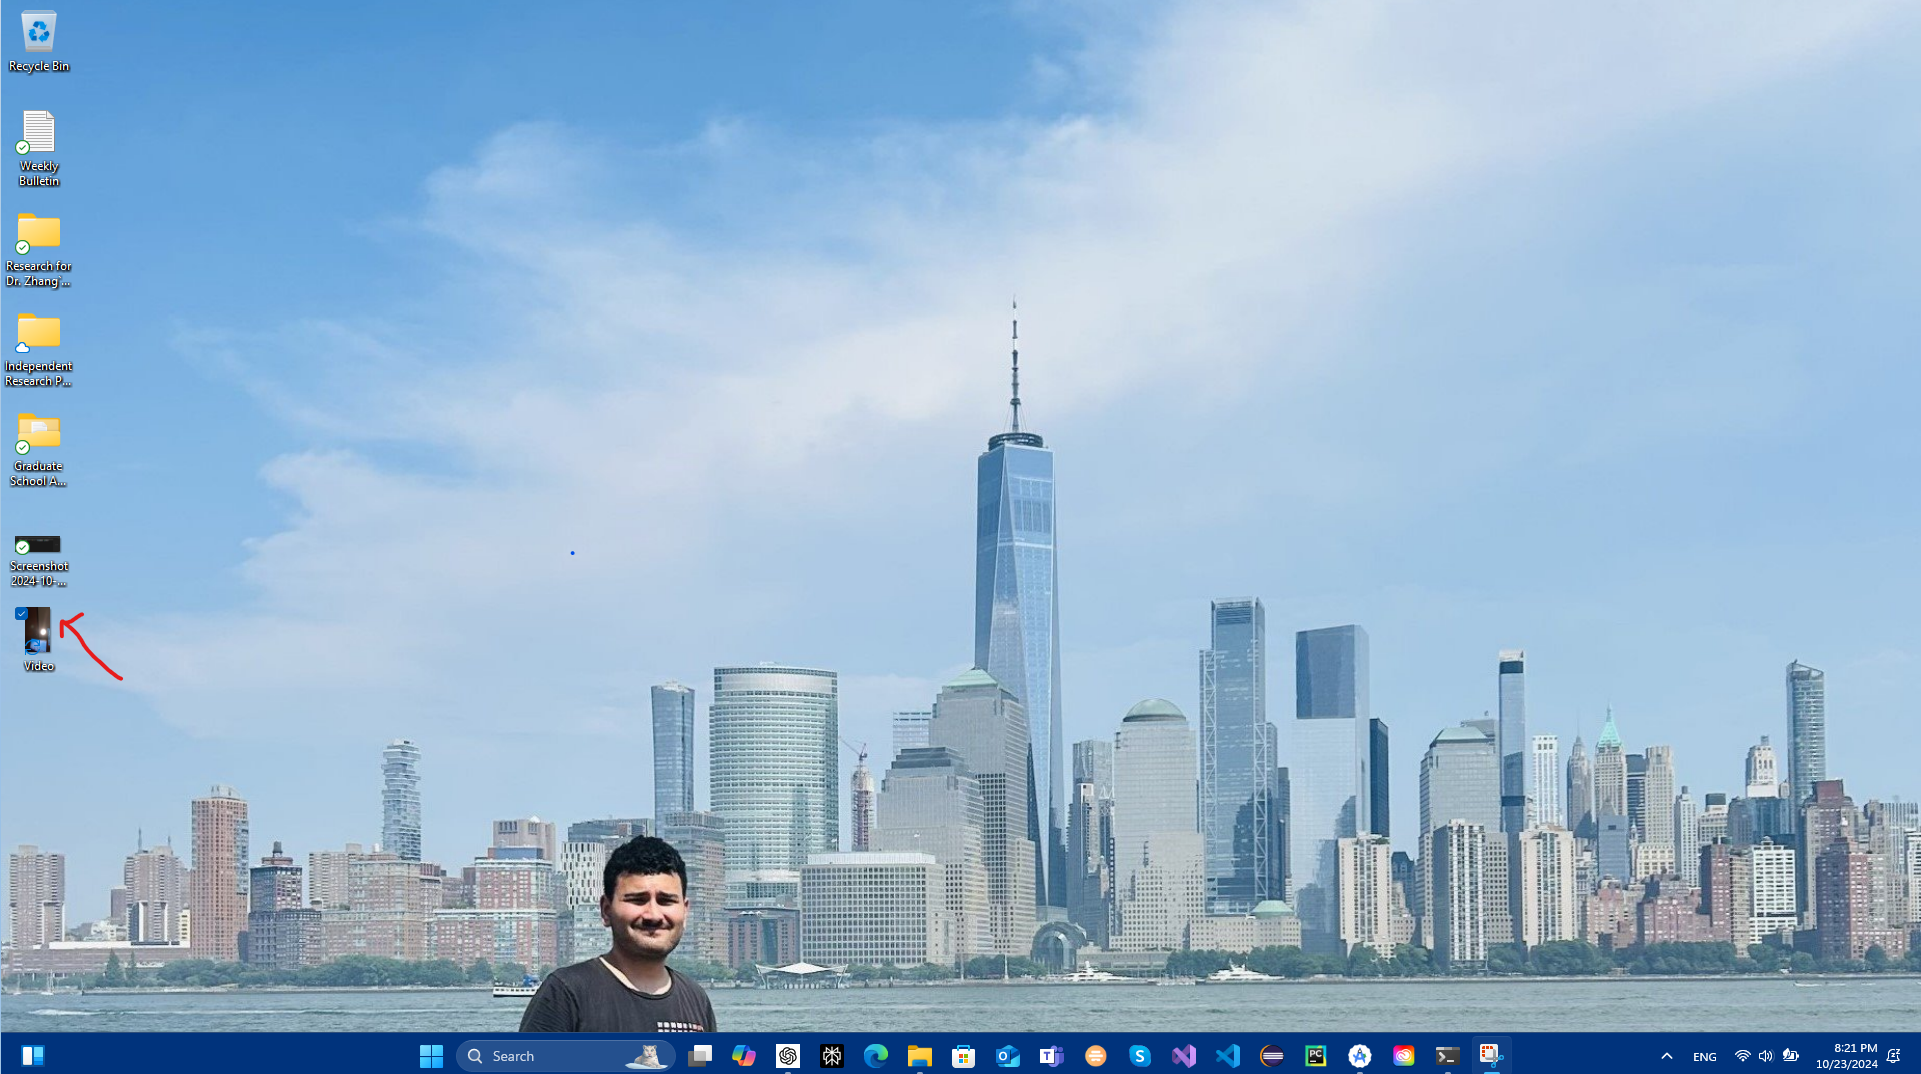 Recycle Bin
Weekly
Bulletin
Research for
Dr. Zhang`...
Independent
Research P...
Graduate
School A...
Screenshot
2024-10-...
Video
Search
PC
ENG
8:21 PM
10/23/2024